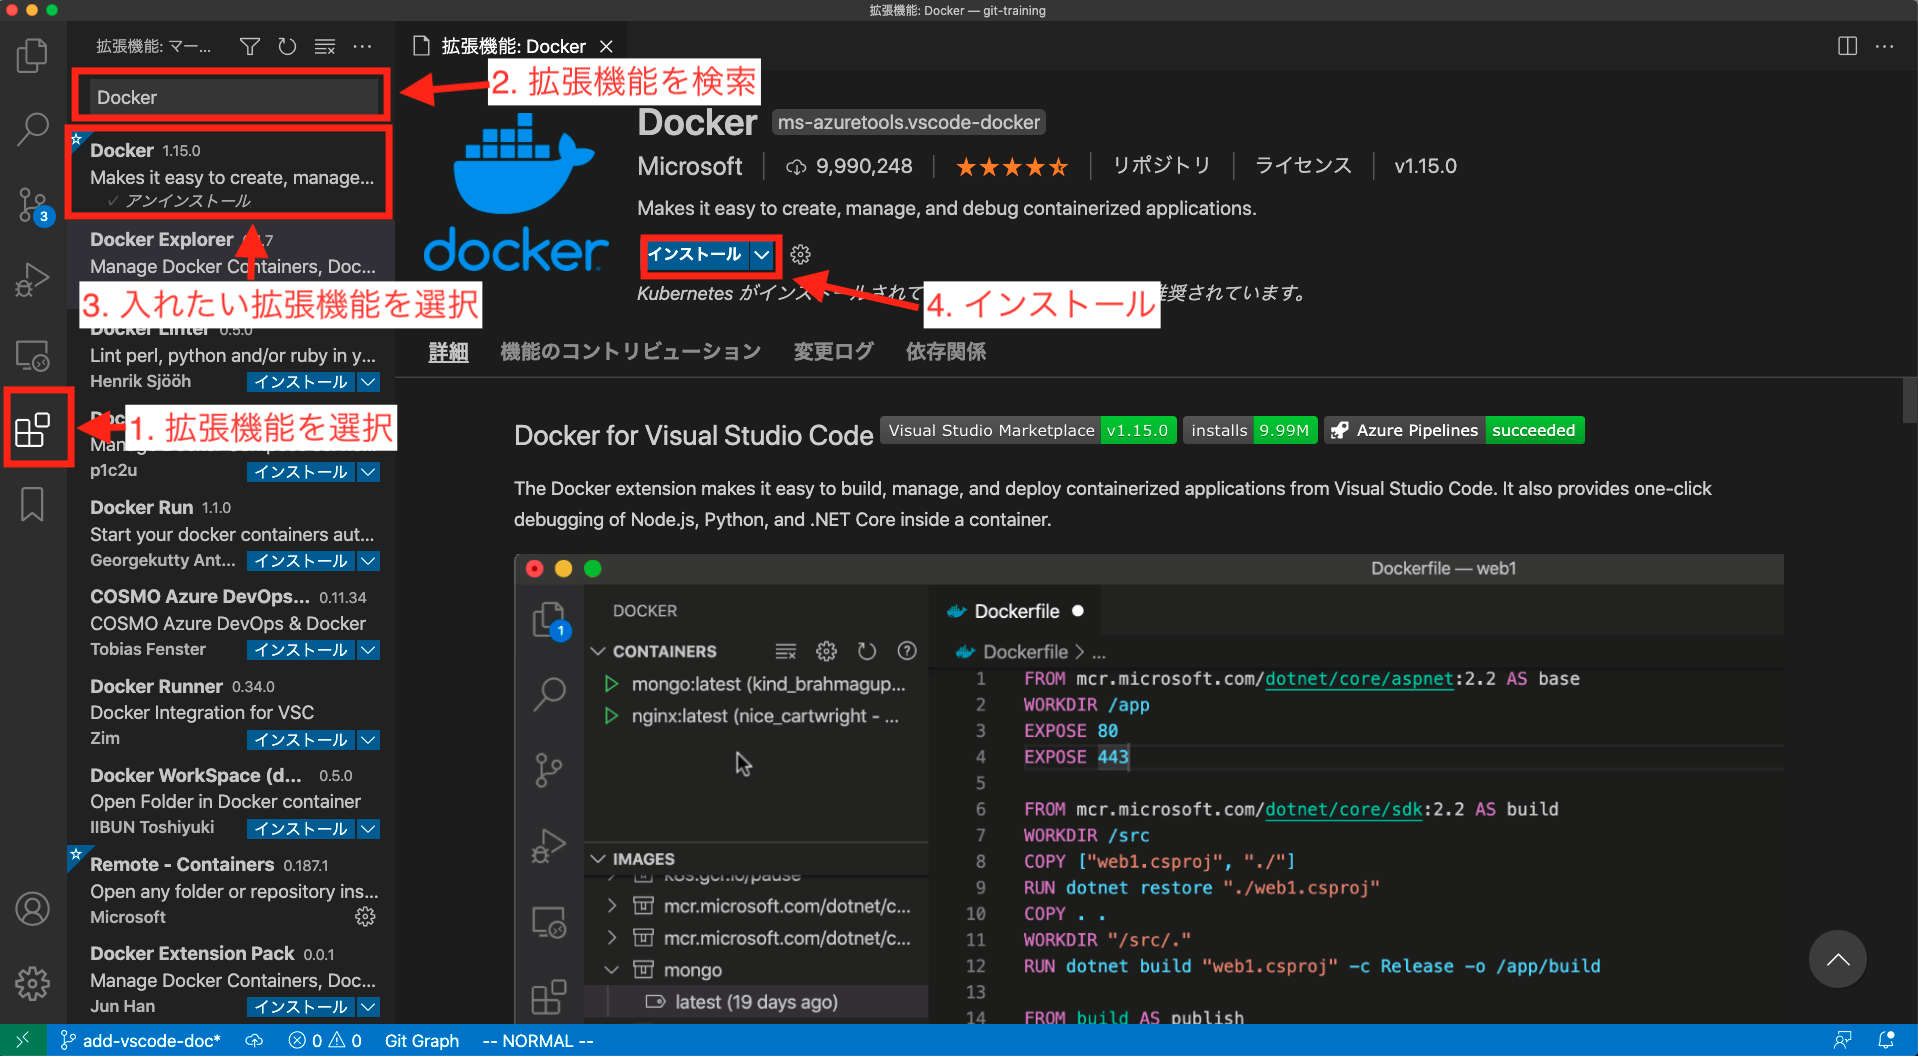 拡張機能: Docker — git-training
拡張機能: マー...
拡張機能: Docker
2. 拡張機能を検索
Docker
Docker 1.15.0
Makes it easy to create, manage...
アンインストール
Docker Explorer
Manage Docker Containers, Doc...
3. 入れたい拡張機能を選択
Docker Linter 0.5.0
Lint perl, python and/or ruby in y...
Henrik Sjööh インストール
1. 拡張機能を選択
p1c2u インストール
Docker Run 1.1.0
Start your docker containers aut...
Georgekutty Ant... インストール
COSMO Azure DevOps... 0.11.34
COSMO Azure DevOps & Docker
Tobias Fenster インストール
Docker Runner 0.34.0
Docker Integration for VSC
Zim インストール
Docker WorkSpace (d... 0.5.0
Open Folder in Docker container
IIBUN Toshiyuki インストール
Remote - Containers 0.187.1
Open any folder or repository ins...
Microsoft
Docker Extension Pack 0.0.1
Manage Docker Containers, Doc...
Jun Han インストール
docker
Docker ms-azuretools.vscode-docker
Microsoft 9,990,248 リポジトリ ライセンス v1.15.0
Makes it easy to create, manage, and debug containerized applications.
インストール
Kubernetes がインストールされて 推奨されています。
4. インストール
詳細 機能のコントリビューション 変更ログ 依存関係
Docker for Visual Studio Code Visual Studio Marketplace v1.15.0 installs 9.99M Azure Pipelines succeeded
The Docker extension makes it easy to build, manage, and deploy containerized applications from Visual Studio Code. It also provides one-click
debugging of Node.js, Python, and .NET Core inside a container.
Dockerfile — web1
1
DOCKER
CONTAINERS
mongo:latest (kind_brahmagup...
nginx:latest (nice_cartwright - ...
IMAGES
k8s.gcr.io/pause
mcr.microsoft.com/dotnet/c...
mcr.microsoft.com/dotnet/c...
mongo
latest (19 days ago)
Dockerfile
Dockerfile > ...
1 FROM mcr.microsoft.com/dotnet/core/aspnet:2.2 AS base
2 WORKDIR /app
3 EXPOSE 80
4 EXPOSE 443
5
6 FROM mcr.microsoft.com/dotnet/core/sdk:2.2 AS build
7 WORKDIR /src
8 COPY ["web1.csproj", "./"]
9 RUN dotnet restore "./web1.csproj"
10 COPY . .
11 WORKDIR "/src/."
12 RUN dotnet build "web1.csproj" -c Release -o /app/build
13
14 FROM build AS publish
3
add-vscode-doc* 0 0 Git Graph -- NORMAL --